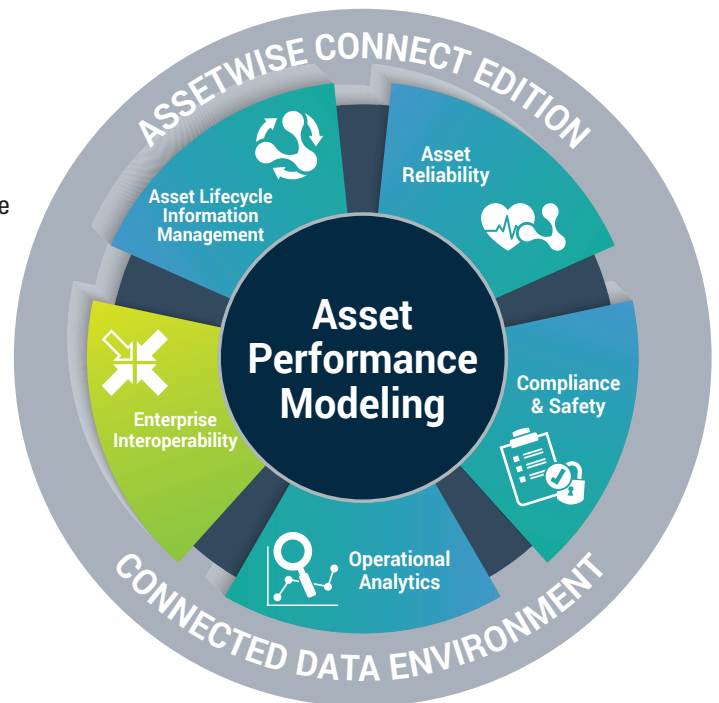 ASSETWISE CONNECT EDITION
Asset
Reliability
Asset Lifecycle
Information
Management
e
Asset
Performance
Modeling
Compliance
& Safety
Enterprise
Interoperability
Operational
Analytics
CONNECTED DATA ENVIRONMENT